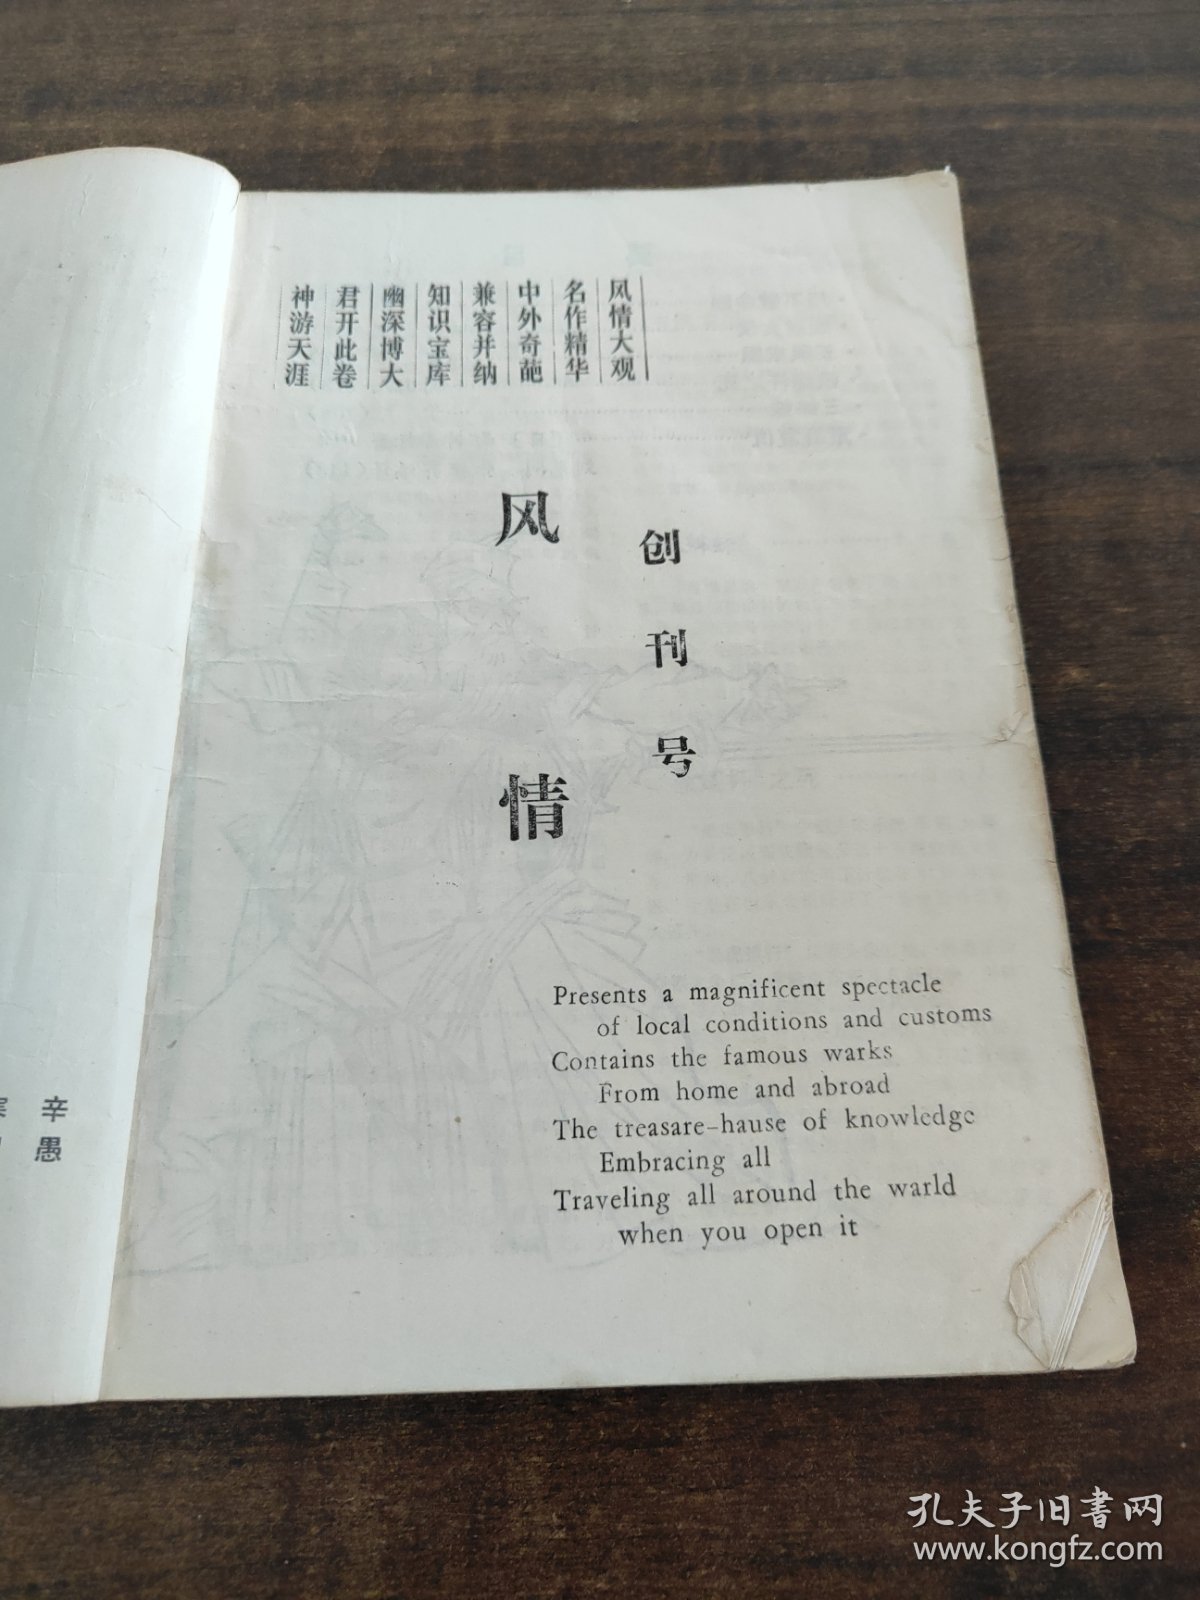 风情大观
名作精华
中外奇葩
兼容并纳
知识宝库
幽深博大
君开此卷
神游天涯
创刊号
风情
Presents a magnificent spectacle
of local conditions and customs
Contains the famous warks
From home and abroad
The treasare-hause of knowledge
Embracing all
Traveling all around the warld
when you open it
辛愚
孔夫子旧书网
www.kongfz.com